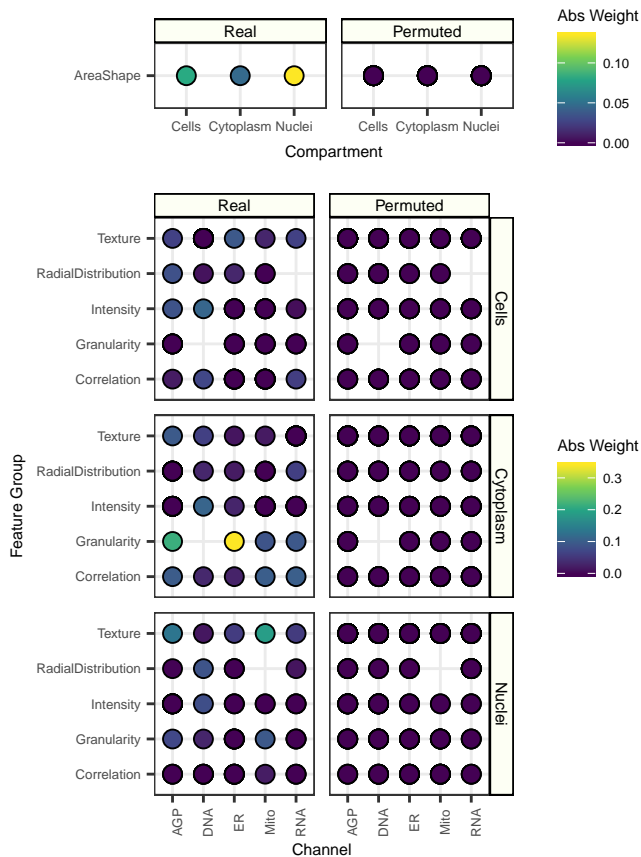 Abs Weight
Real Permuted
0.10
AreaShape
0.05
0.00
Cells Cytoplasm Nuclei Cells Cytoplasm Nuclei
Compartment
Real Permuted
Texture
RadialDistribution
Intensity
Granularity
Correlation
Cells
Texture
RadialDistribution
Intensity
Granularity
Correlation
Cytoplasm
Abs Weight
0.3
0.2
0.1
0.0
Feature Group
Texture
RadialDistribution
Intensity
Granularity
Correlation
Nuclei
AGP DNA ER Mito RNA AGP DNA ER Mito RNA
Channel